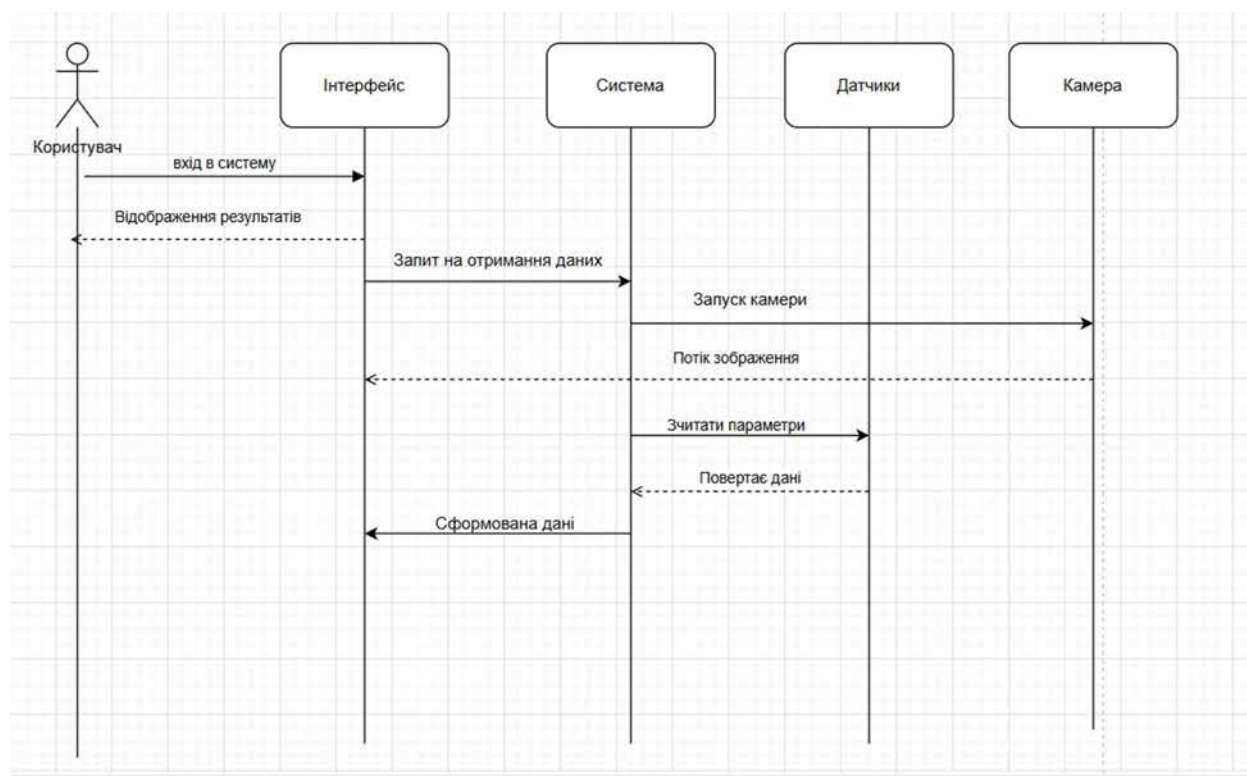 Інтерфейс
Система
Датчики
Камера
Користувач
вхід в систему
Відображення результатів
Запит на отримання даних
Запуск камери
Потік зображення
Зчитати параметри
Повертає дані
Сформована дані